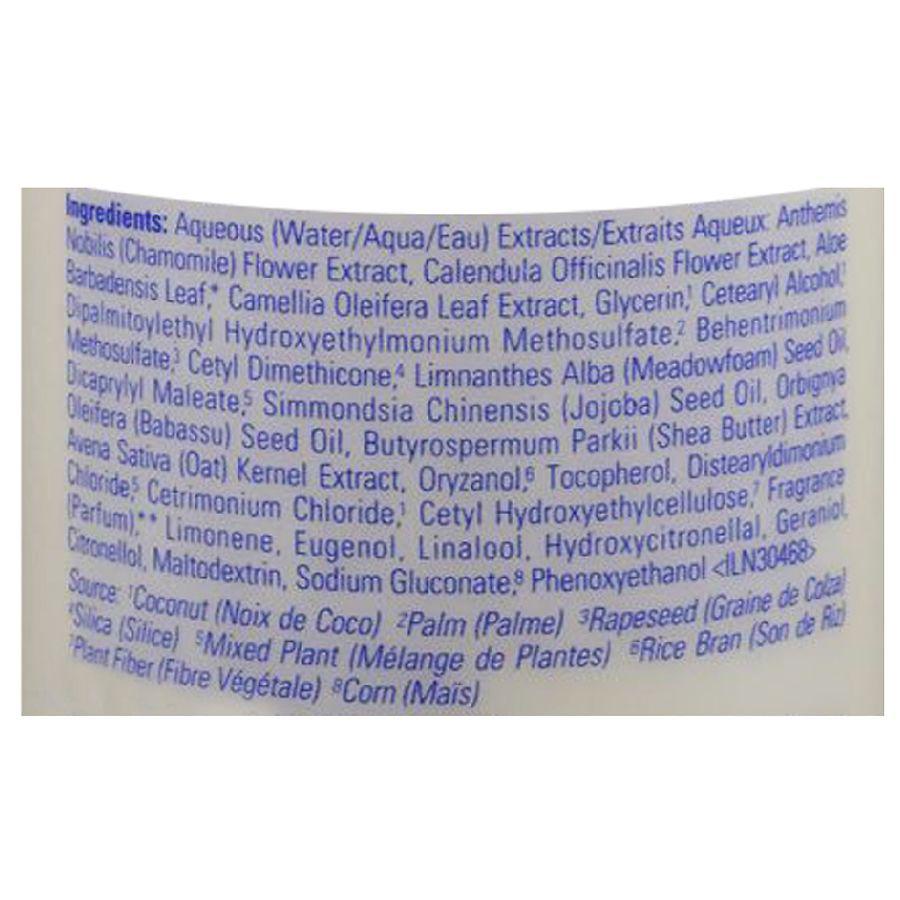 Ingredients: Aqueous (Water/Aqua/Eau) Extracts/Extraits Aqueux: Anthemis
Nobilis (Chamomile) Flower Extract, Calendula Officinalis Flower Extract, Aloe
Barbadensis Leaf,* Camellia Oleifera Leaf Extract, Glycerin,¹ Cetearyl Alcohol,¹
Dipalmitoylethyl Hydroxyethylmonium Methosulfate,² Behentrimonium
Methosulfate,³ Cetyl Dimethicone,⁴ Limnanthes Alba (Meadowfoam) Seed Oil,
Dicaprylyl Maleate,⁵ Simmondsia Chinensis (Jojoba) Seed Oil, Orbignya
Oleifera (Babassu) Seed Oil, Butyrospermum Parkii (Shea Butter) Extract,
Avena Sativa (Oat) Kernel Extract, Oryzanol,⁶ Tocopherol, Distearyldimonium
Chloride,⁵ Cetrimonium Chloride,¹ Cetyl Hydroxyethylcellulose,⁷ Fragrance
(Parfum),** Limonene, Eugenol, Linalool, Hydroxycitronellal, Geraniol,
Citronellol, Maltodextrin, Sodium Gluconate,⁸ Phenoxyethanol <ILN30468>
Source: ¹Coconut (Noix de Coco) ²Palm (Palme) ³Rapeseed (Graine de Colza)
⁴Silica (Silice) ⁵Mixed Plant (Mélange de Plantes) ⁶Rice Bran (Son de Riz)
⁷Plant Fiber (Fibre Végétale) ⁸Corn (Maïs)